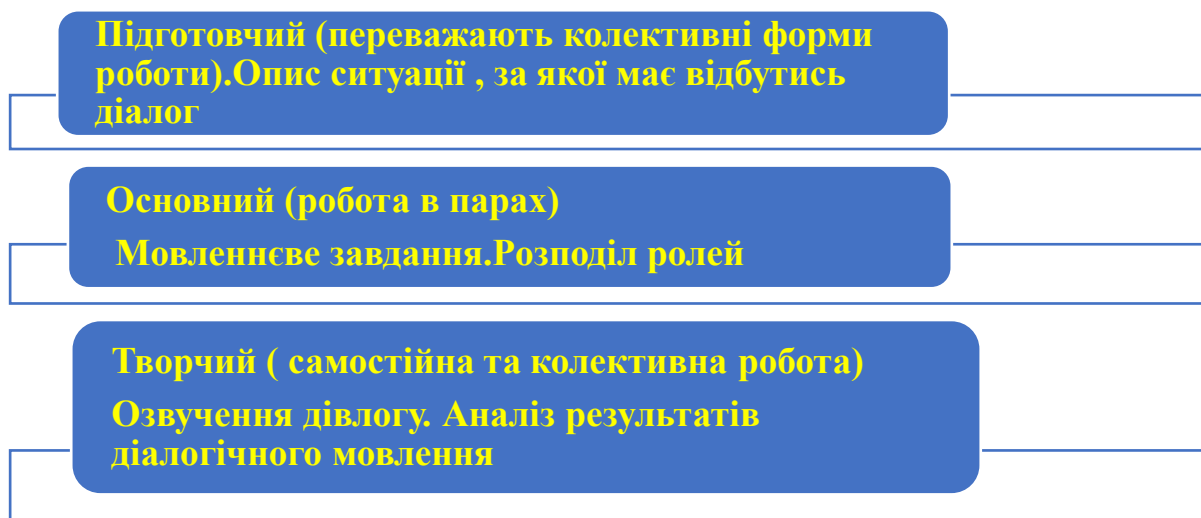 Підготовчий (переважають колективні форми
роботи).Опис ситуації , за якої має відбутись
діалог
Основний (робота в парах)
Мовленнєве завдання.Розподіл ролей
Творчий ( самостійна та колективна робота)
Озвучення дівлогу. Аналіз результатів
діалогічного мовлення